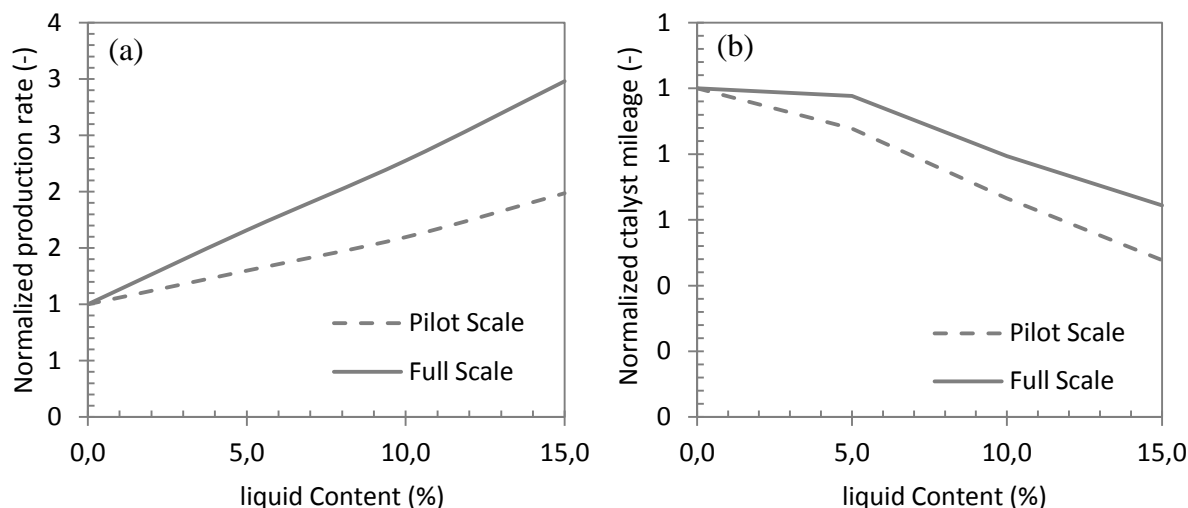 (a)
Normalized production rate (-)
4
3
3
2
2
1
1
0
0,0 5,0 10,0 15,0
liquid Content (%)
Pilot Scale
Full Scale
(b)
Normalized ctalyst mileage (-)
1
1
1
1
0
0
0
0,0 5,0 10,0 15,0
liquid Content (%)
Pilot Scale
Full Scale